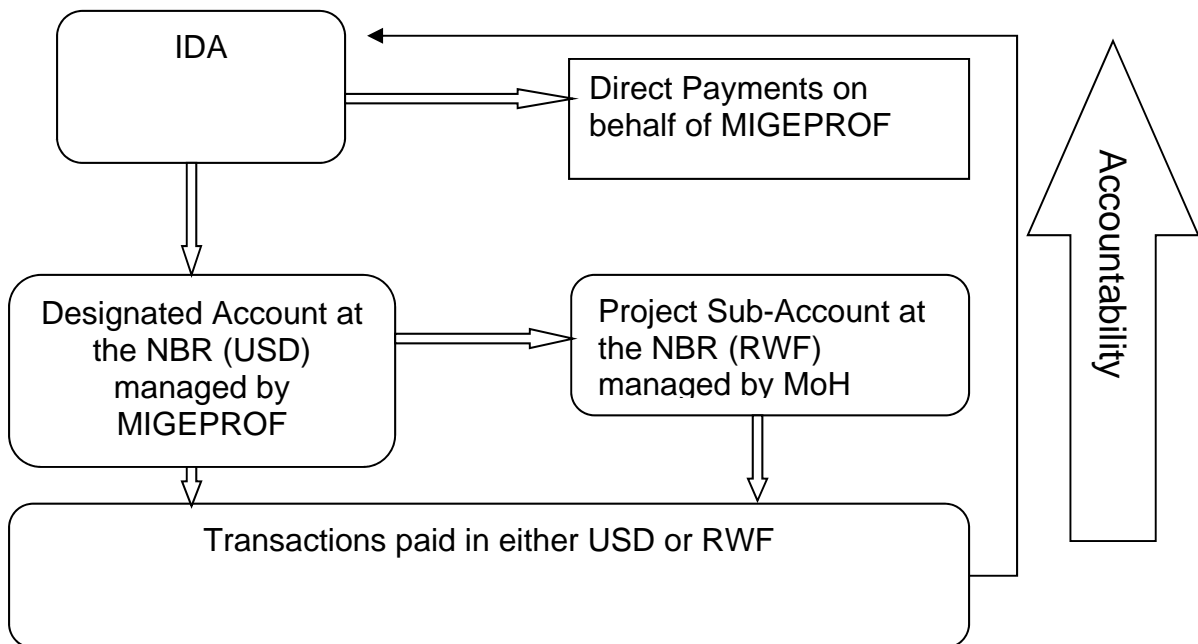 IDA
Direct Payments on
behalf of MIGEPROF
Accountability
Designated Account at
the NBR (USD)
managed by
MIGEPROF
Project Sub-Account at
the NBR (RWF)
managed by MoH
Transactions paid in either USD or RWF